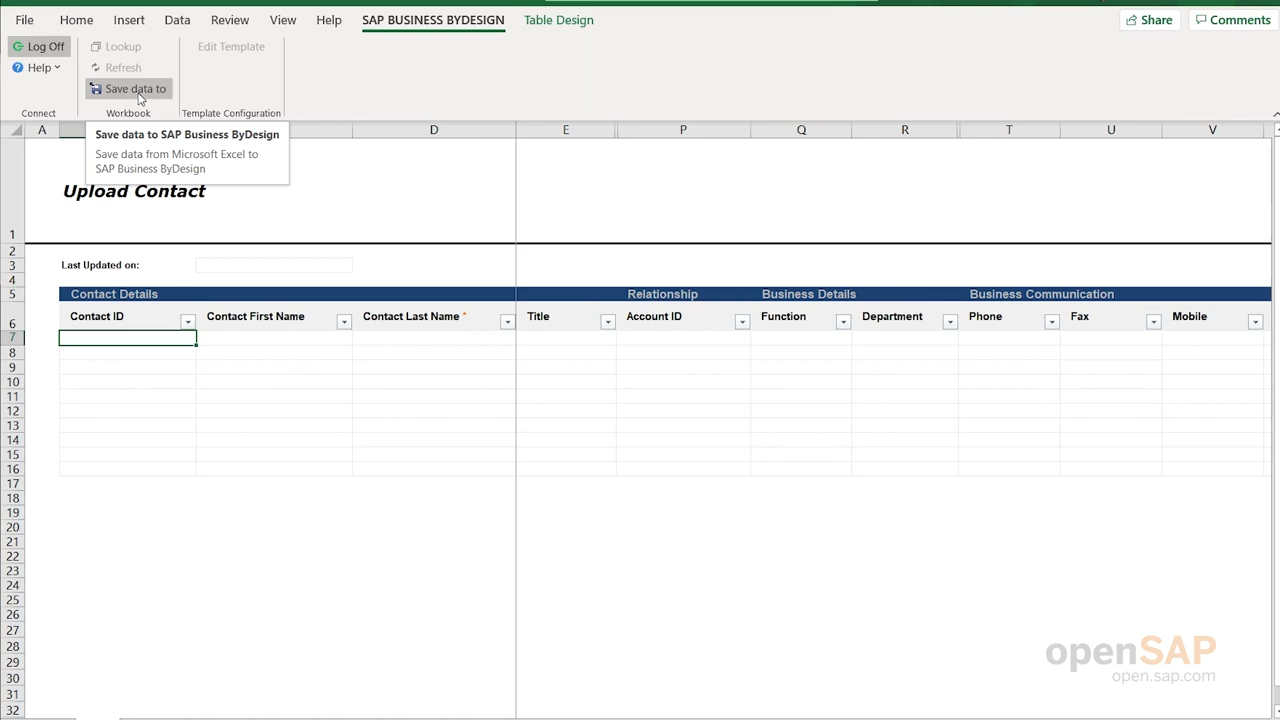 File Home Insert Data Review View Help SAP BUSINESS BYDESIGN Table Design Share Comments
Log Off Lookup Edit Template
Help Refresh
Save data to
Connect Workbook Template Configuration
A D E P Q R T U V
Save data to SAP Business ByDesign
Save data from Microsoft Excel to
SAP Business ByDesign
Upload Contact
1
2
3 Last Updated on:
4
5 Contact Details Relationship Business Details Business Communication
6 Contact ID Contact First Name Contact Last Name * Title Account ID Function Department Phone Fax Mobile
7
8
9
10
11
12
13
14
15
16
17
18
19
20
21
22
23
24
25
26
27
28
29
30
31
32
openSAP
open.sap.com